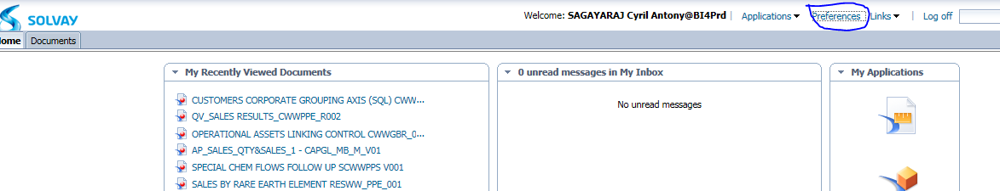 SOLVAY
Welcome: SAGAYARAJ Cyril Antony@BI4Prd | Applications Preferences Links | Log off
Home Documents
My Recently Viewed Documents
CUSTOMERS CORPORATE GROUPING AXIS (SQL) CWW...
QV_SALES RESULTS_CWWPPE_R002
OPERATIONAL ASSETS LINKING CONTROL CWWGBR_0...
AP_SALES_QTY&SALES_1 - CAPGL_MB_M_V01
SPECIAL CHEM FLOWS FOLLOW UP SCWWPPS V001
SALES BY RARE EARTH ELEMENT RESWW_PPE_001
0 unread messages in My Inbox
No unread messages
My Applications